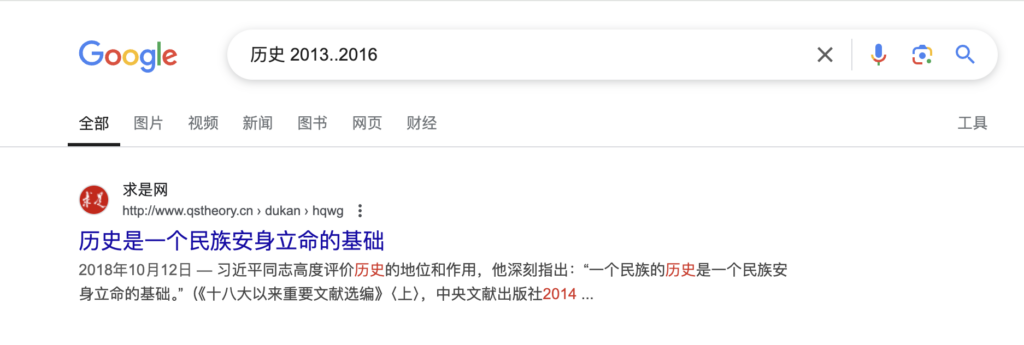 Google
历史 2013..2016
全部 图片 视频 新闻 图书 网页 财经 工具
求是
求是网
http://www.qstheory.cn › dukan › hqwg
历史是一个民族安身立命的基础
2018年10月12日 — 习近平同志高度评价历史的地位和作用，他深刻指出：“一个民族的历史是一个民族安
身立命的基础。”（《十八大以来重要文献选编》〈上〉，中央文献出版社2014 ...